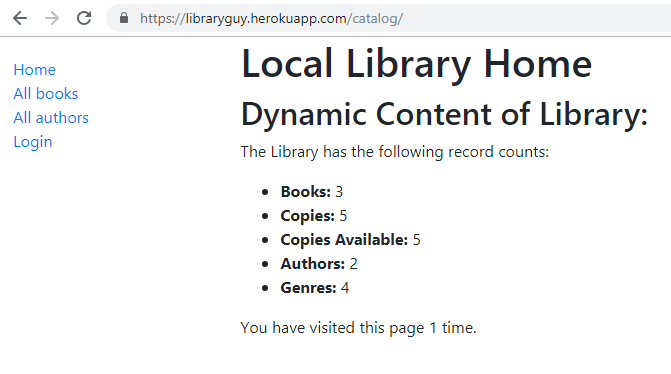 https://libraryguy.herokuapp.com/catalog/
Home
All books
All authors
Login
Local Library Home
Dynamic Content of Library:
The Library has the following record counts:
Books: 3
Copies: 5
Copies Available: 5
Authors: 2
Genres: 4
You have visited this page 1 time.